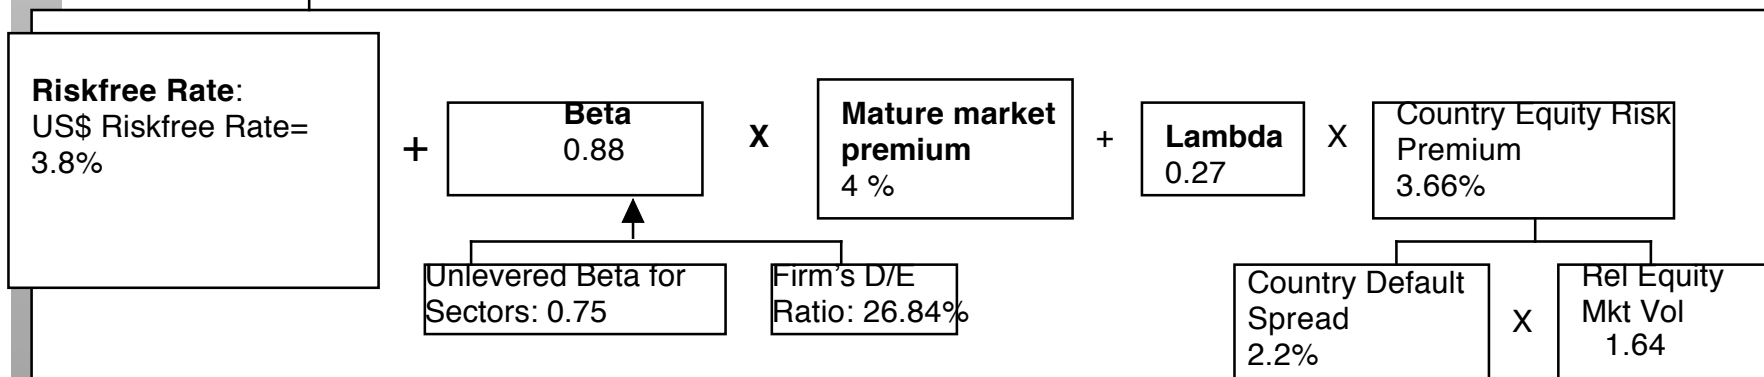 Riskfree Rate:
US$ Riskfree Rate=
3.8%
+
Beta
0.88
X
Mature market
premium
4 %
+
Lambda
0.27
X
Country Equity Risk
Premium
3.66%
Unlevered Beta for
Sectors: 0.75
Firm's D/E
Ratio: 26.84%
Country Default
Spread
2.2%
X
Rel Equity
Mkt Vol
1.64